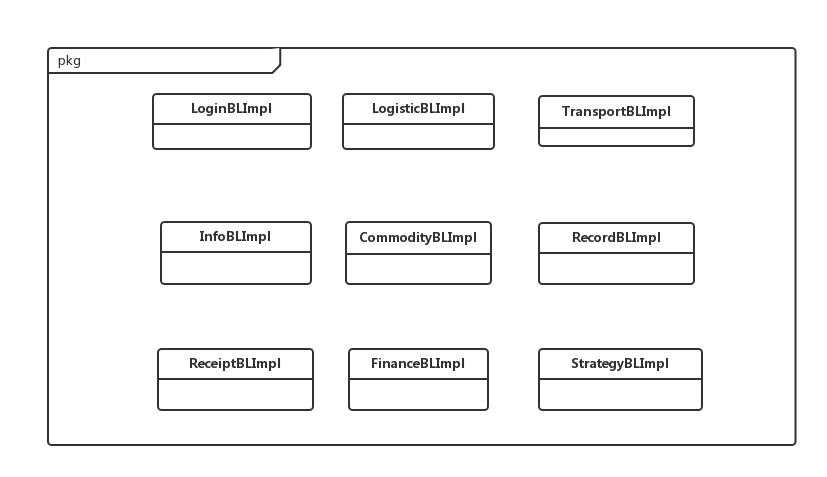 pkg
LoginBLImpl
LogisticBLImpl
TransportBLImpl
InfoBLImpl
CommodityBLImpl
RecordBLImpl
ReceiptBLImpl
FinanceBLImpl
StrategyBLImpl